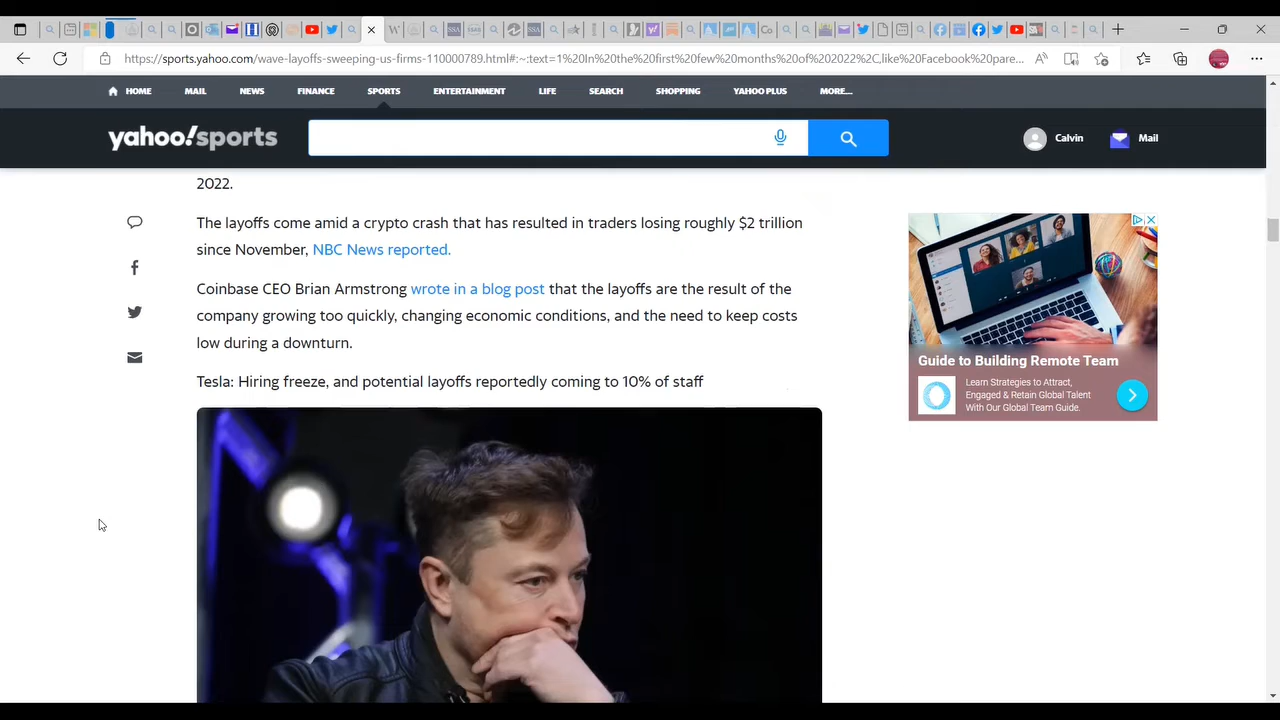 https://sports.yahoo.com/wave-layoffs-sweeping-us-firms-110000789.html#:~:text=1%20In%20the%20first%20few%20months%20of%202022%2C,like%20Facebook%20pare...
HOME MAIL NEWS FINANCE SPORTS ENTERTAINMENT LIFE SEARCH SHOPPING YAHOO PLUS MORE...
yahoo!sports
Calvin Mail
2022.
The layoffs come amid a crypto crash that has resulted in traders losing roughly $2 trillion
since November, NBC News reported.
Coinbase CEO Brian Armstrong wrote in a blog post that the layoffs are the result of the
company growing too quickly, changing economic conditions, and the need to keep costs
low during a downturn.
Tesla: Hiring freeze, and potential layoffs reportedly coming to 10% of staff
Guide to Building Remote Team
Learn Strategies to Attract,
Engaged & Retain Global Talent
With Our Global Team Guide.